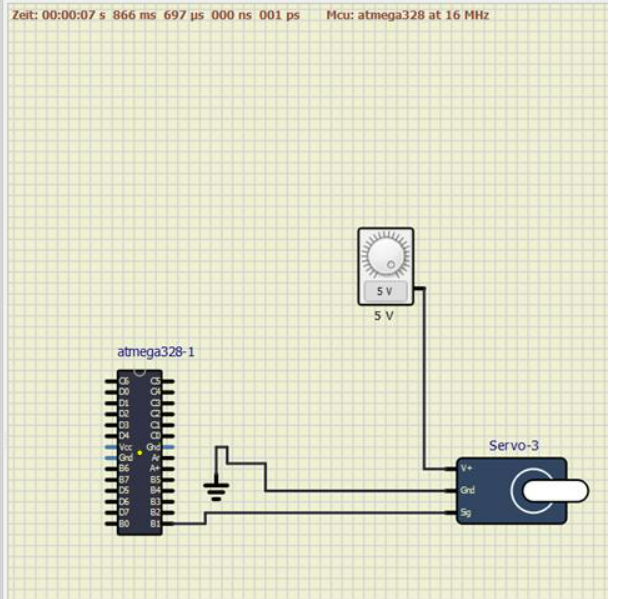 Zeit: 00:00:07 s 866 ms 697 µs 000 ns 001 ps Mcu: atmega328 at 16 MHz
5 V
5 V
atmega328-1
C6 C5
D0 C4
D1 C3
D2 C2
D3 C1
D4 C0
Vcc Gnd
Gnd Ar
B6 A+
B7 B5
D5 B4
D6 B3
D7 B2
B0 B1
Servo-3
V+
Gnd
Sig